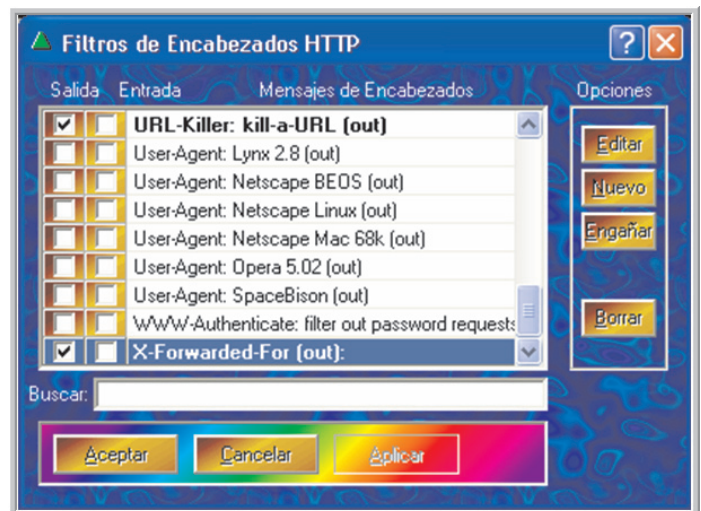 Filtros de Encabezados HTTP
Salida Entrada Mensajes de Encabezados Opciones
URL-Killer: kill-a-URL (out)
User-Agent: Lynx 2.8 (out)
User-Agent: Netscape BEOS (out)
User-Agent: Netscape Linux (out)
User-Agent: Netscape Mac 68k (out)
User-Agent: Opera 5.02 (out)
User-Agent: SpaceBison (out)
WWW-Authenticate: filter out password requests
X-Forwarded-For (out):
Editar
Nuevo
Engañar
Borrar
Buscar:
Aceptar Cancelar Aplicar